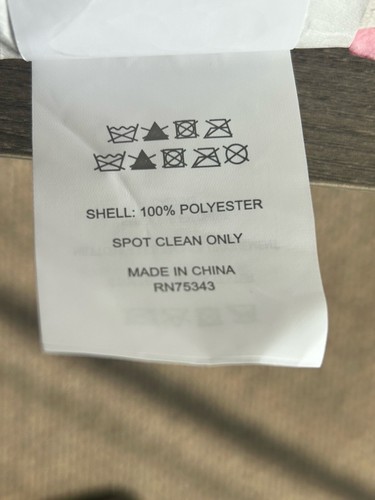 SHELL: 100% POLYESTER
SPOT CLEAN ONLY
MADE IN CHINA
RN75343